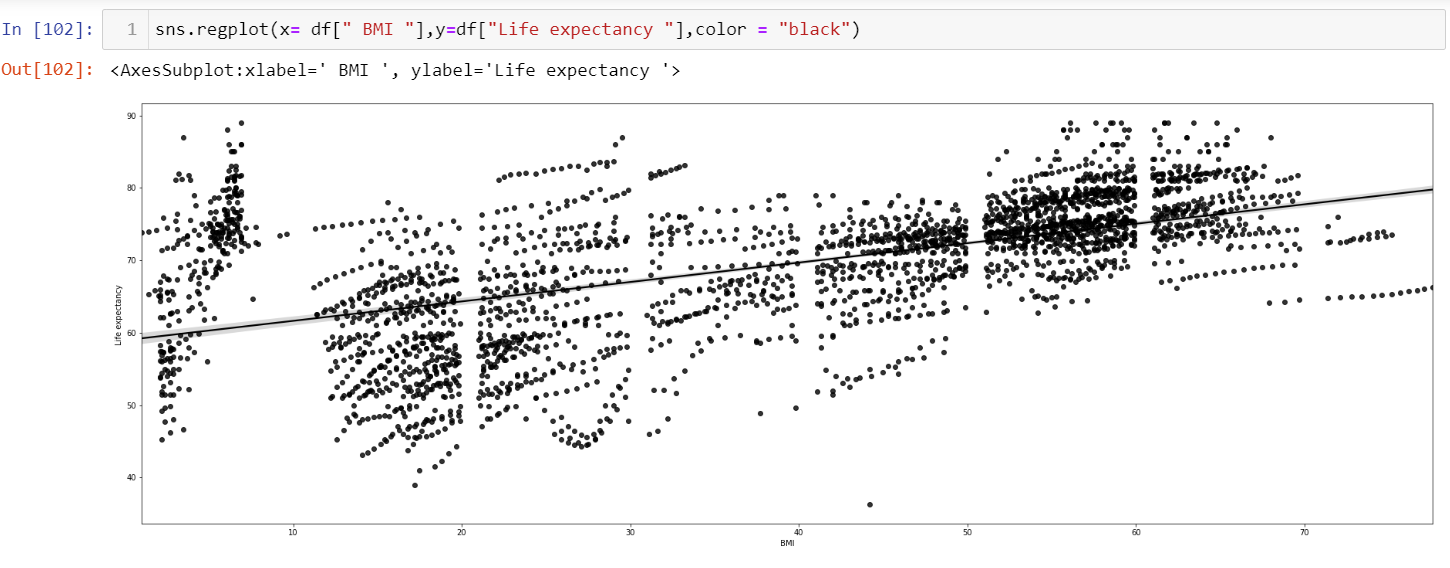 In [102]: 1 sns.regplot(x= df[" BMI "],y=df["Life expectancy "],color = "black")
Out[102]: <AxesSubplot:xlabel=' BMI ', ylabel='Life expectancy '>
90
80
70
60
50
40
Life expectancy
10 20 30 40 50 60 70
BMI